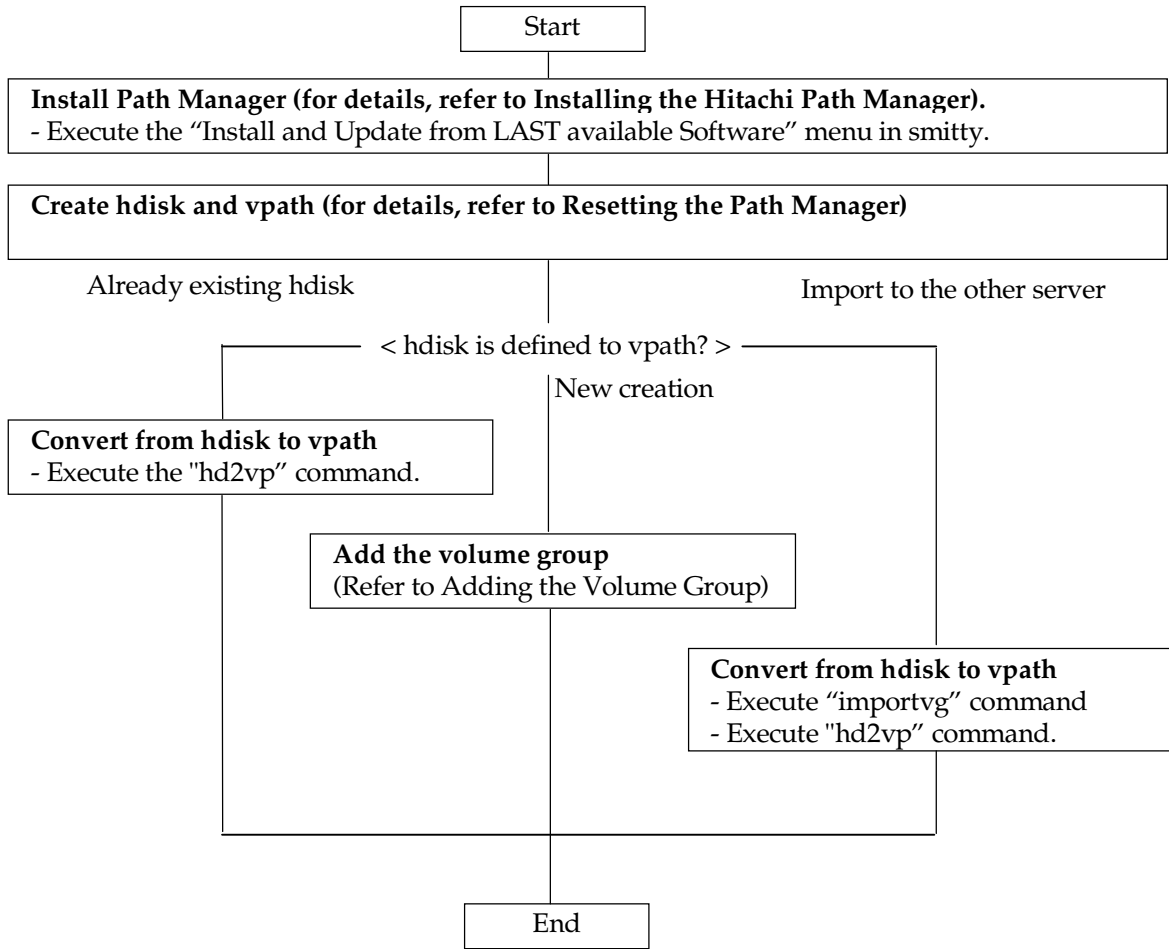 Start
Install Path Manager (for details, refer to Installing the Hitachi Path Manager).
- Execute the “Install and Update from LAST available Software” menu in smitty.
Create hdisk and vpath (for details, refer to Resetting the Path Manager)
Already existing hdisk
Import to the other server
< hdisk is defined to vpath? >
New creation
Convert from hdisk to vpath
- Execute the "hd2vp” command.
Add the volume group
(Refer to Adding the Volume Group)
Convert from hdisk to vpath
- Execute “importvg” command
- Execute "hd2vp” command.
End